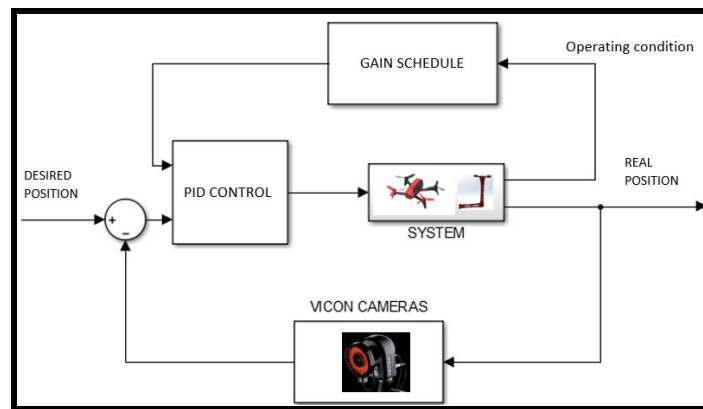 GAIN SCHEDULE
Operating condition
DESIRED
POSITION
+
−
PID CONTROL
SYSTEM
REAL
POSITION
VICON CAMERAS